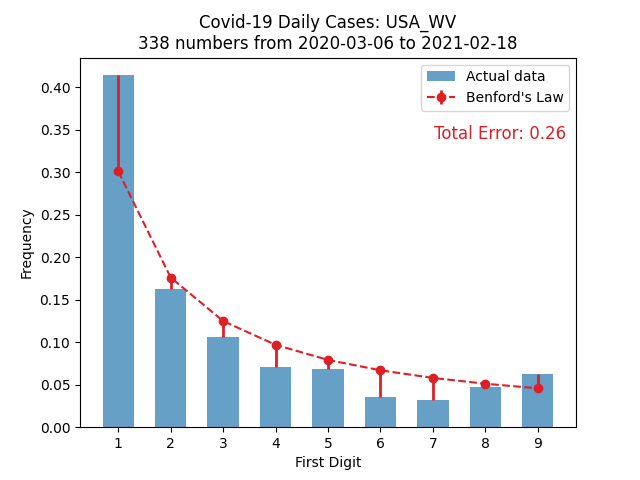 Covid-19 Daily Cases: USA_WV
338 numbers from 2020-03-06 to 2021-02-18
Actual data
Benford's Law
Total Error: 0.26
Frequency
0.40
0.35
0.30
0.25
0.20
0.15
0.10
0.05
0.00
1 2 3 4 5 6 7 8 9
First Digit